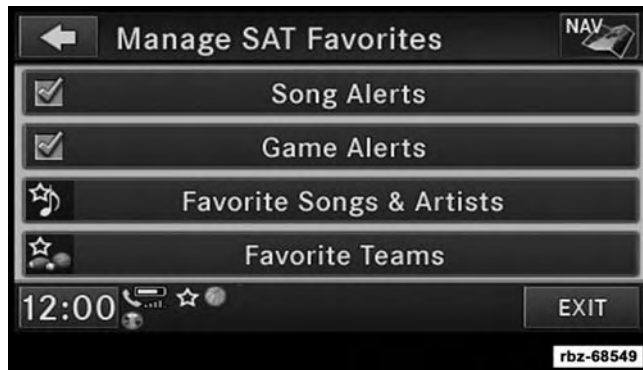 Manage SAT Favorites
NAV
Song Alerts
Game Alerts
Favorite Songs & Artists
Favorite Teams
12:00
EXIT
rbz-68549